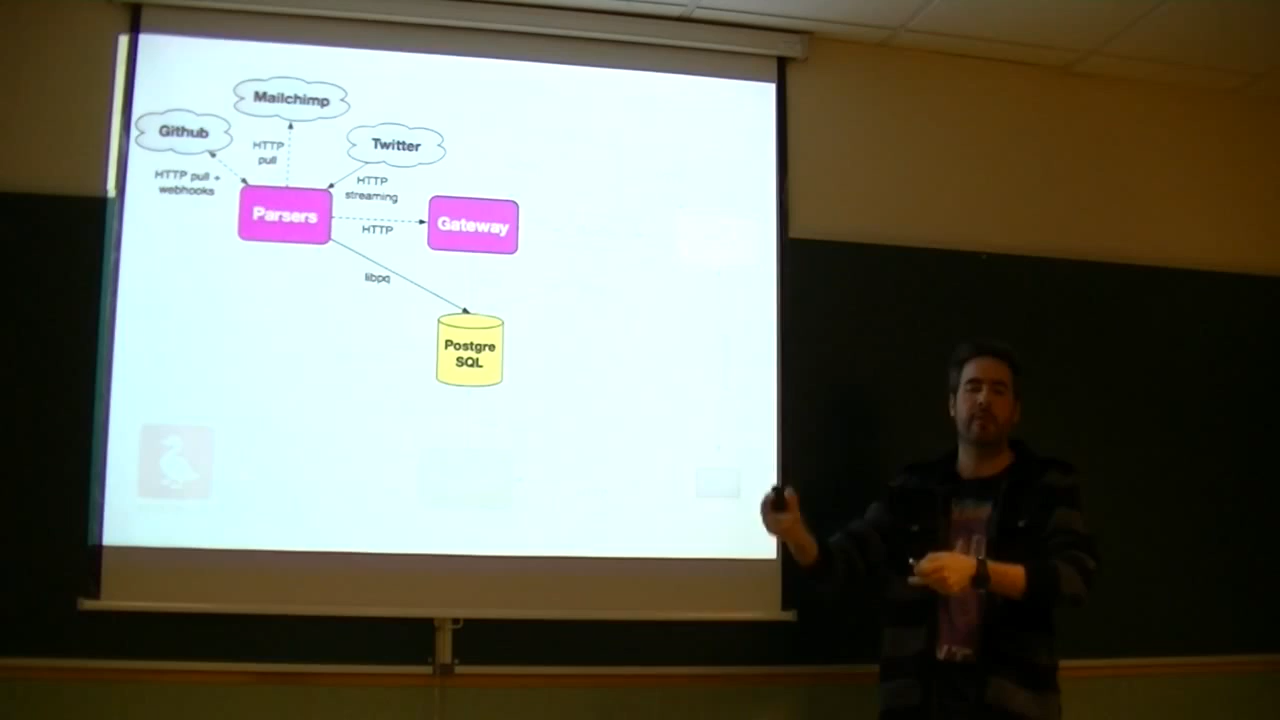 Mailchimp
Github
Twitter
HTTP
pull
HTTP pull +
webhooks
HTTP
streaming
Parsers
Gateway
HTTP
libpq
Postgre
SQL